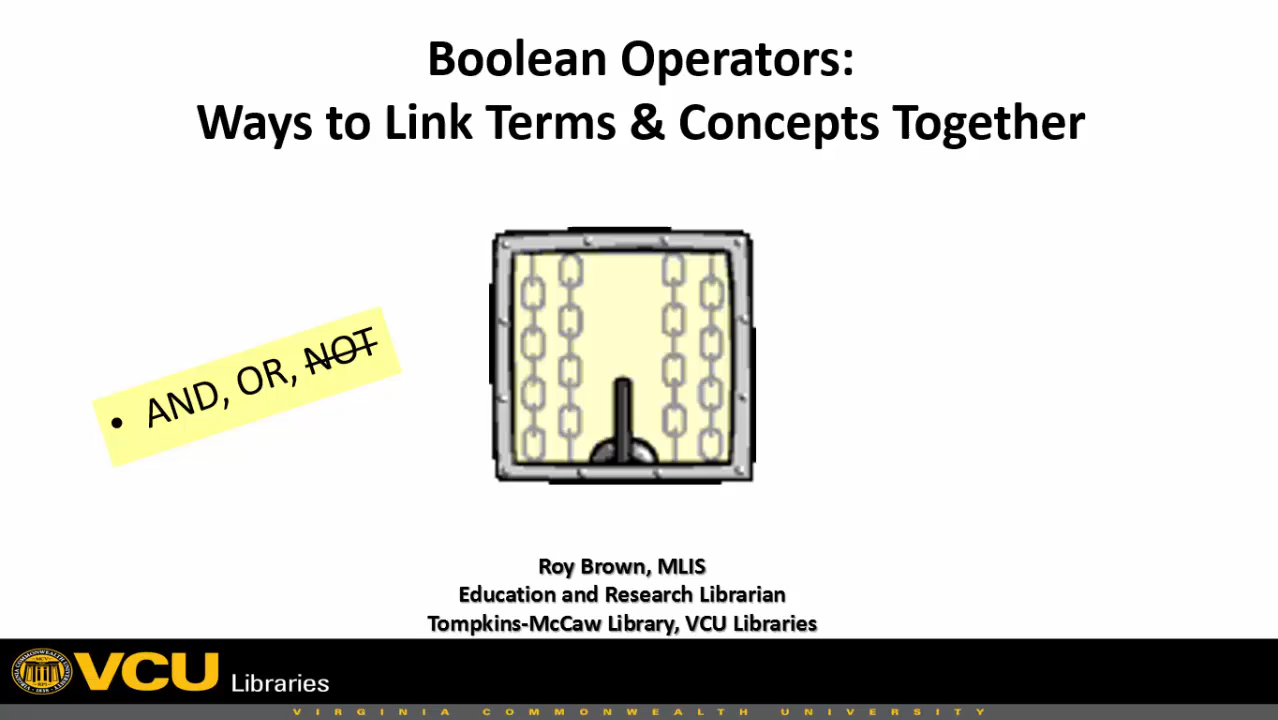 Boolean Operators:
Ways to Link Terms & Concepts Together
• AND, OR, NOT
Roy Brown, MLIS
Education and Research Librarian
Tompkins-McCaw Library, VCU Libraries
VCU Libraries
VIRGINIA COMMONWEALTH UNIVERSITY